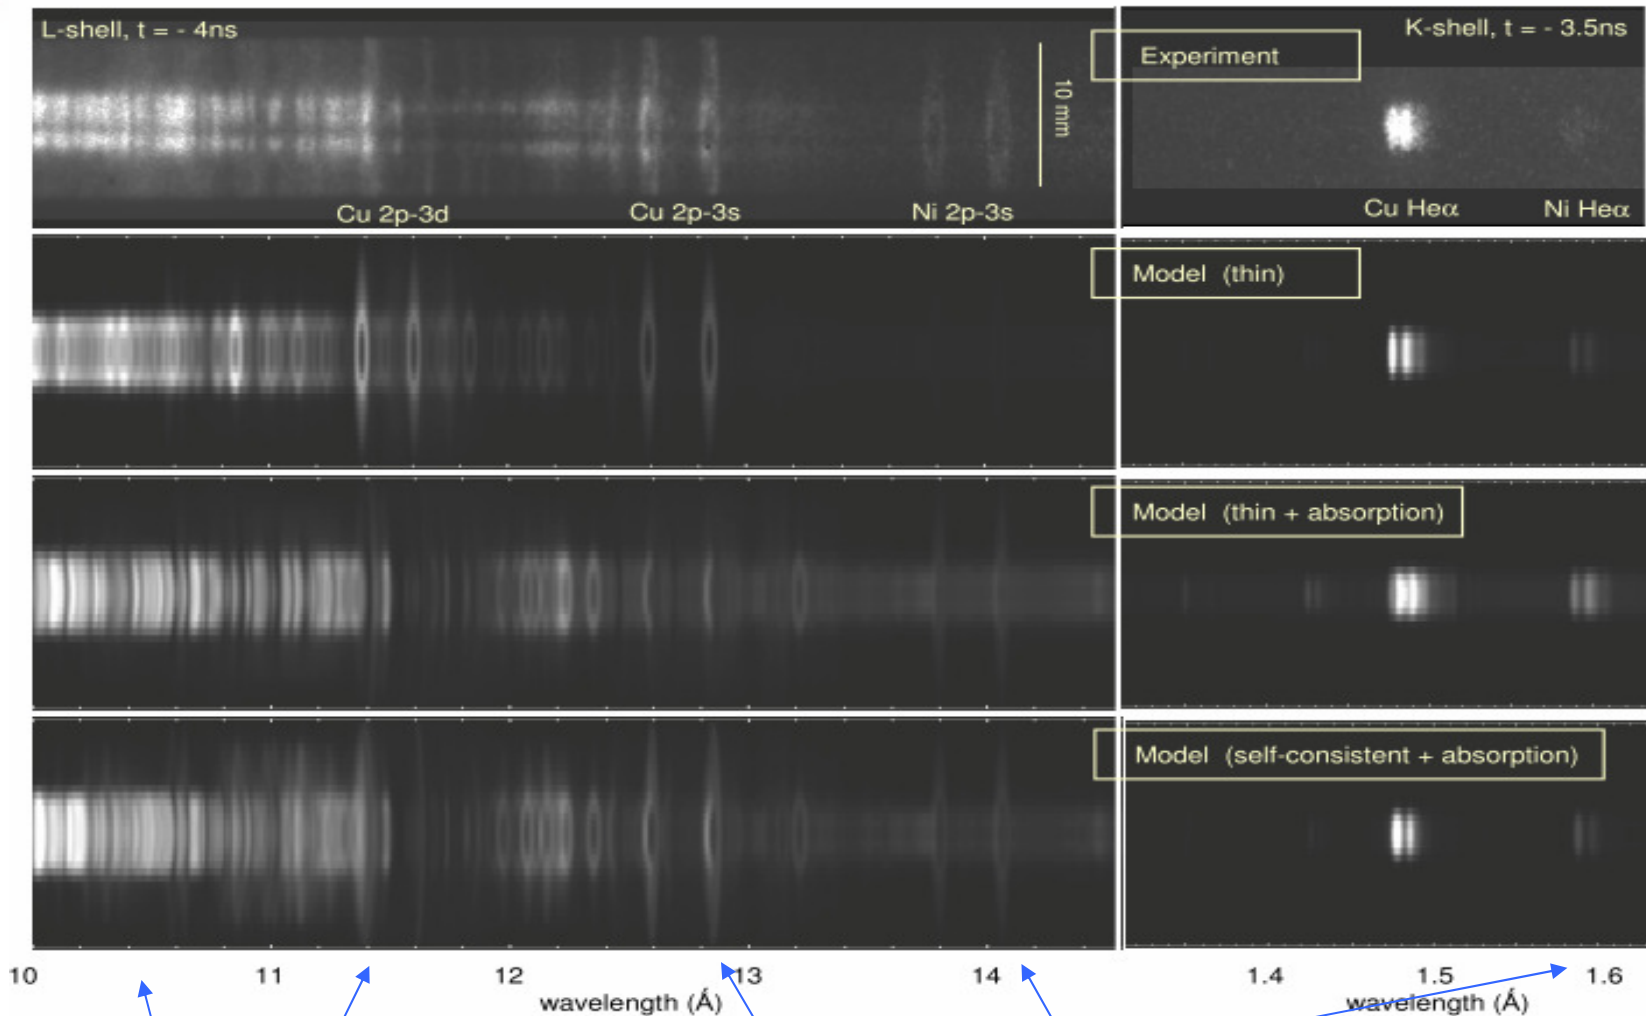 L-shell, t = - 4ns
K-shell, t = - 3.5ns
Experiment
10 mm
Cu 2p-3d
Cu 2p-3s
Ni 2p-3s
Cu Heα
Ni Heα
Model (thin)
Model (thin + absorption)
Model (self-consistent + absorption)
10 11 12 13 14 1.4 1.5 1.6
wavelength (Å) wavelength (Å)